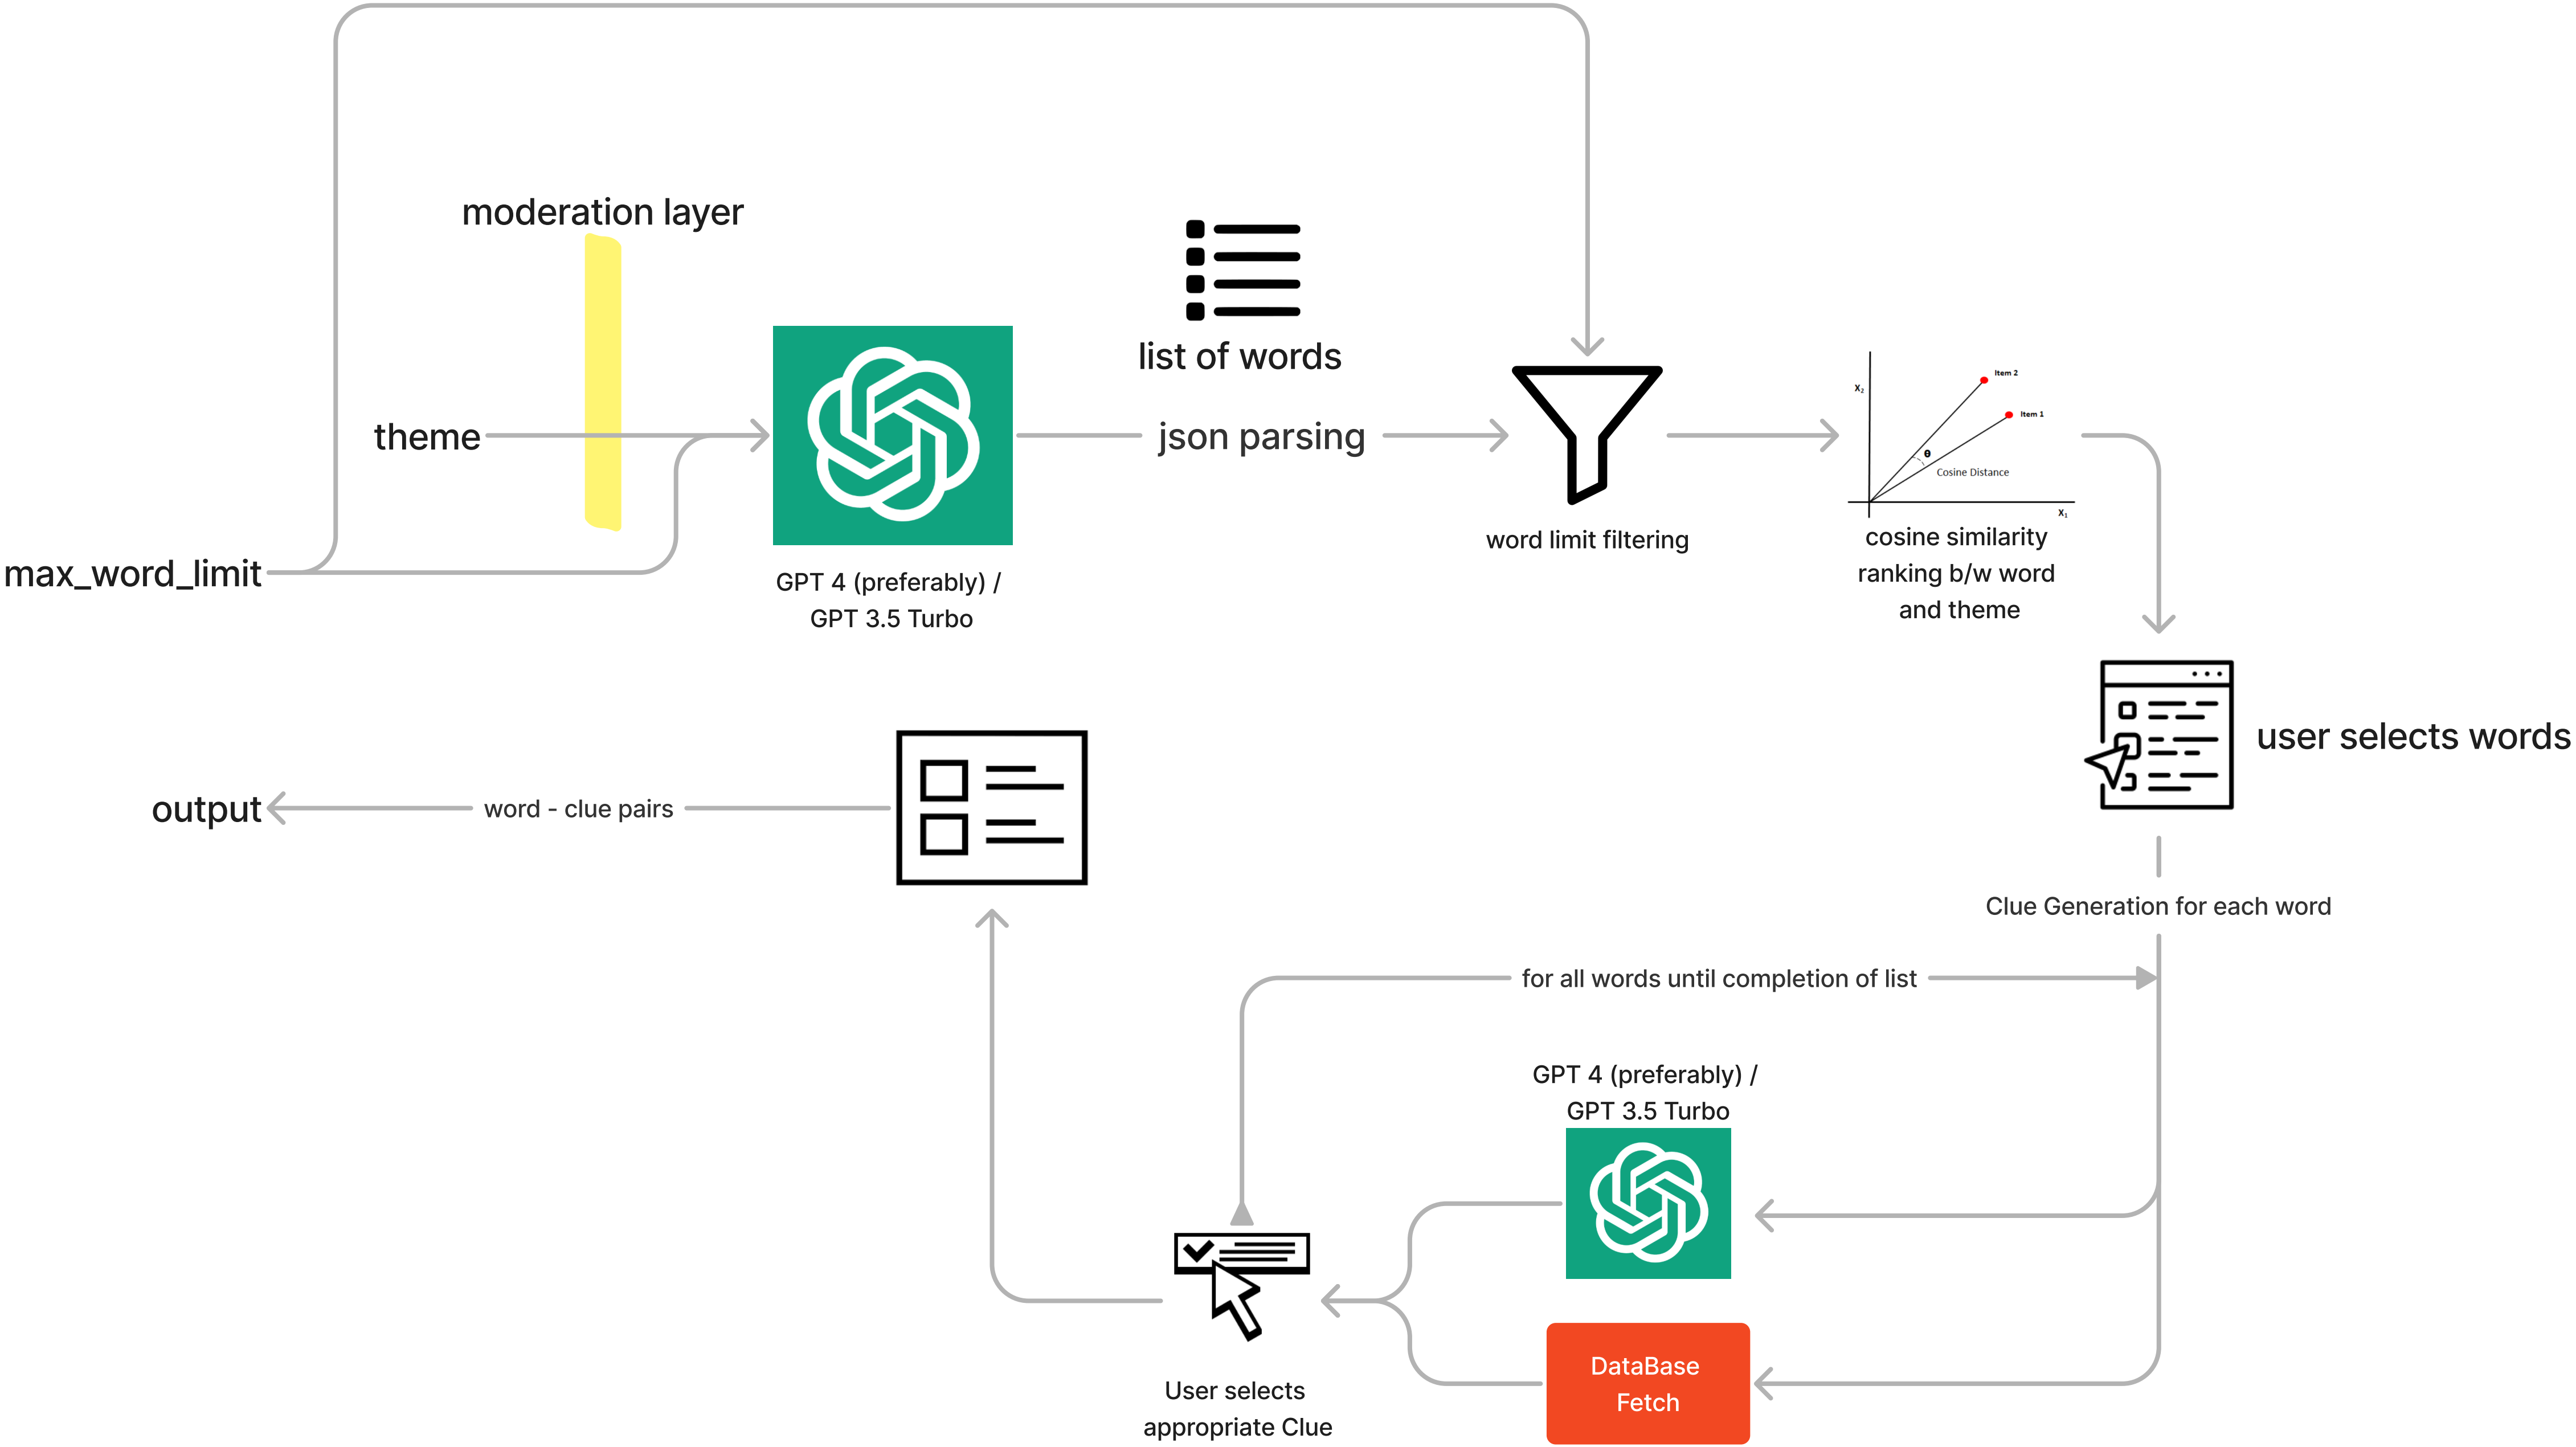 moderation layer
list of words
theme
json parsing
max_word_limit
GPT 4 (preferably) /
GPT 3.5 Turbo
word limit filtering
X₂
Item 2
Item 1
θ
Cosine Distance
X₁
cosine similarity
ranking b/w word
and theme
user selects words
output
word - clue pairs
Clue Generation for each word
for all words until completion of list
GPT 4 (preferably) /
GPT 3.5 Turbo
DataBase
Fetch
User selects
appropriate Clue